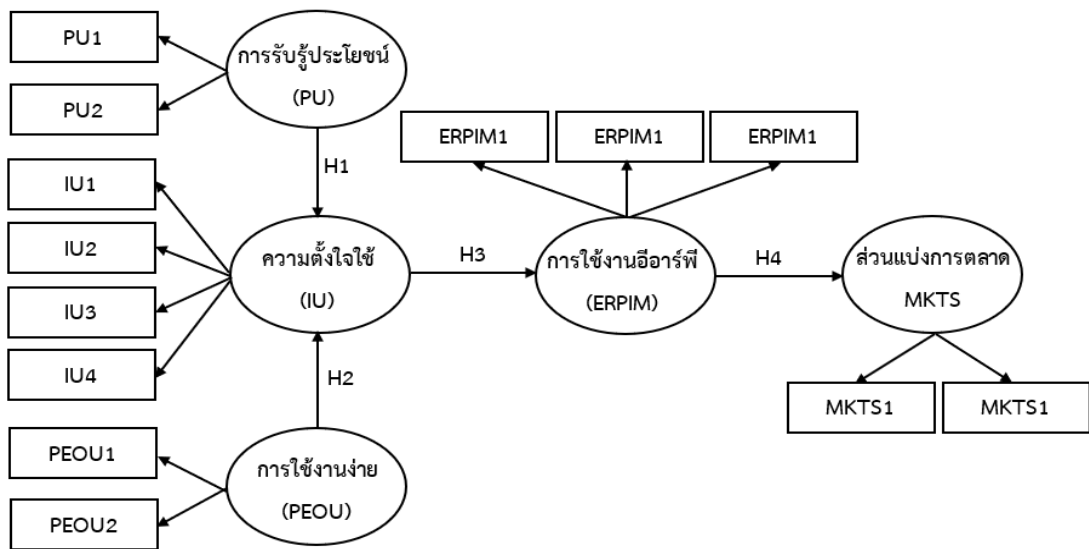 PU1
PU2
การรับรู้ประโยชน์
(PU)
H1
ERPIM1
ERPIM1
ERPIM1
IU1
IU2
IU3
IU4
ความตั้งใจใช้
(IU)
H3
การใช้งานอีอาร์พี
(ERPIM)
H4
ส่วนแบ่งการตลาด
MKTS
H2
MKTS1
MKTS1
PEOU1
PEOU2
การใช้งานง่าย
(PEOU)